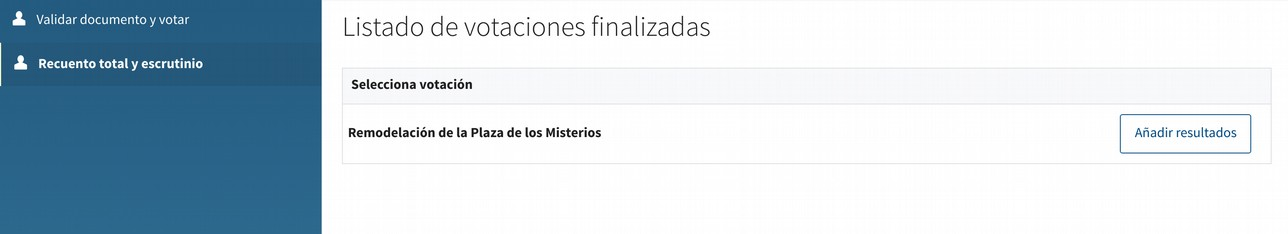 Validar documento y votar
Recuento total y escrutinio
Listado de votaciones finalizadas
Selecciona votación
Remodelación de la Plaza de los Misterios
Añadir resultados